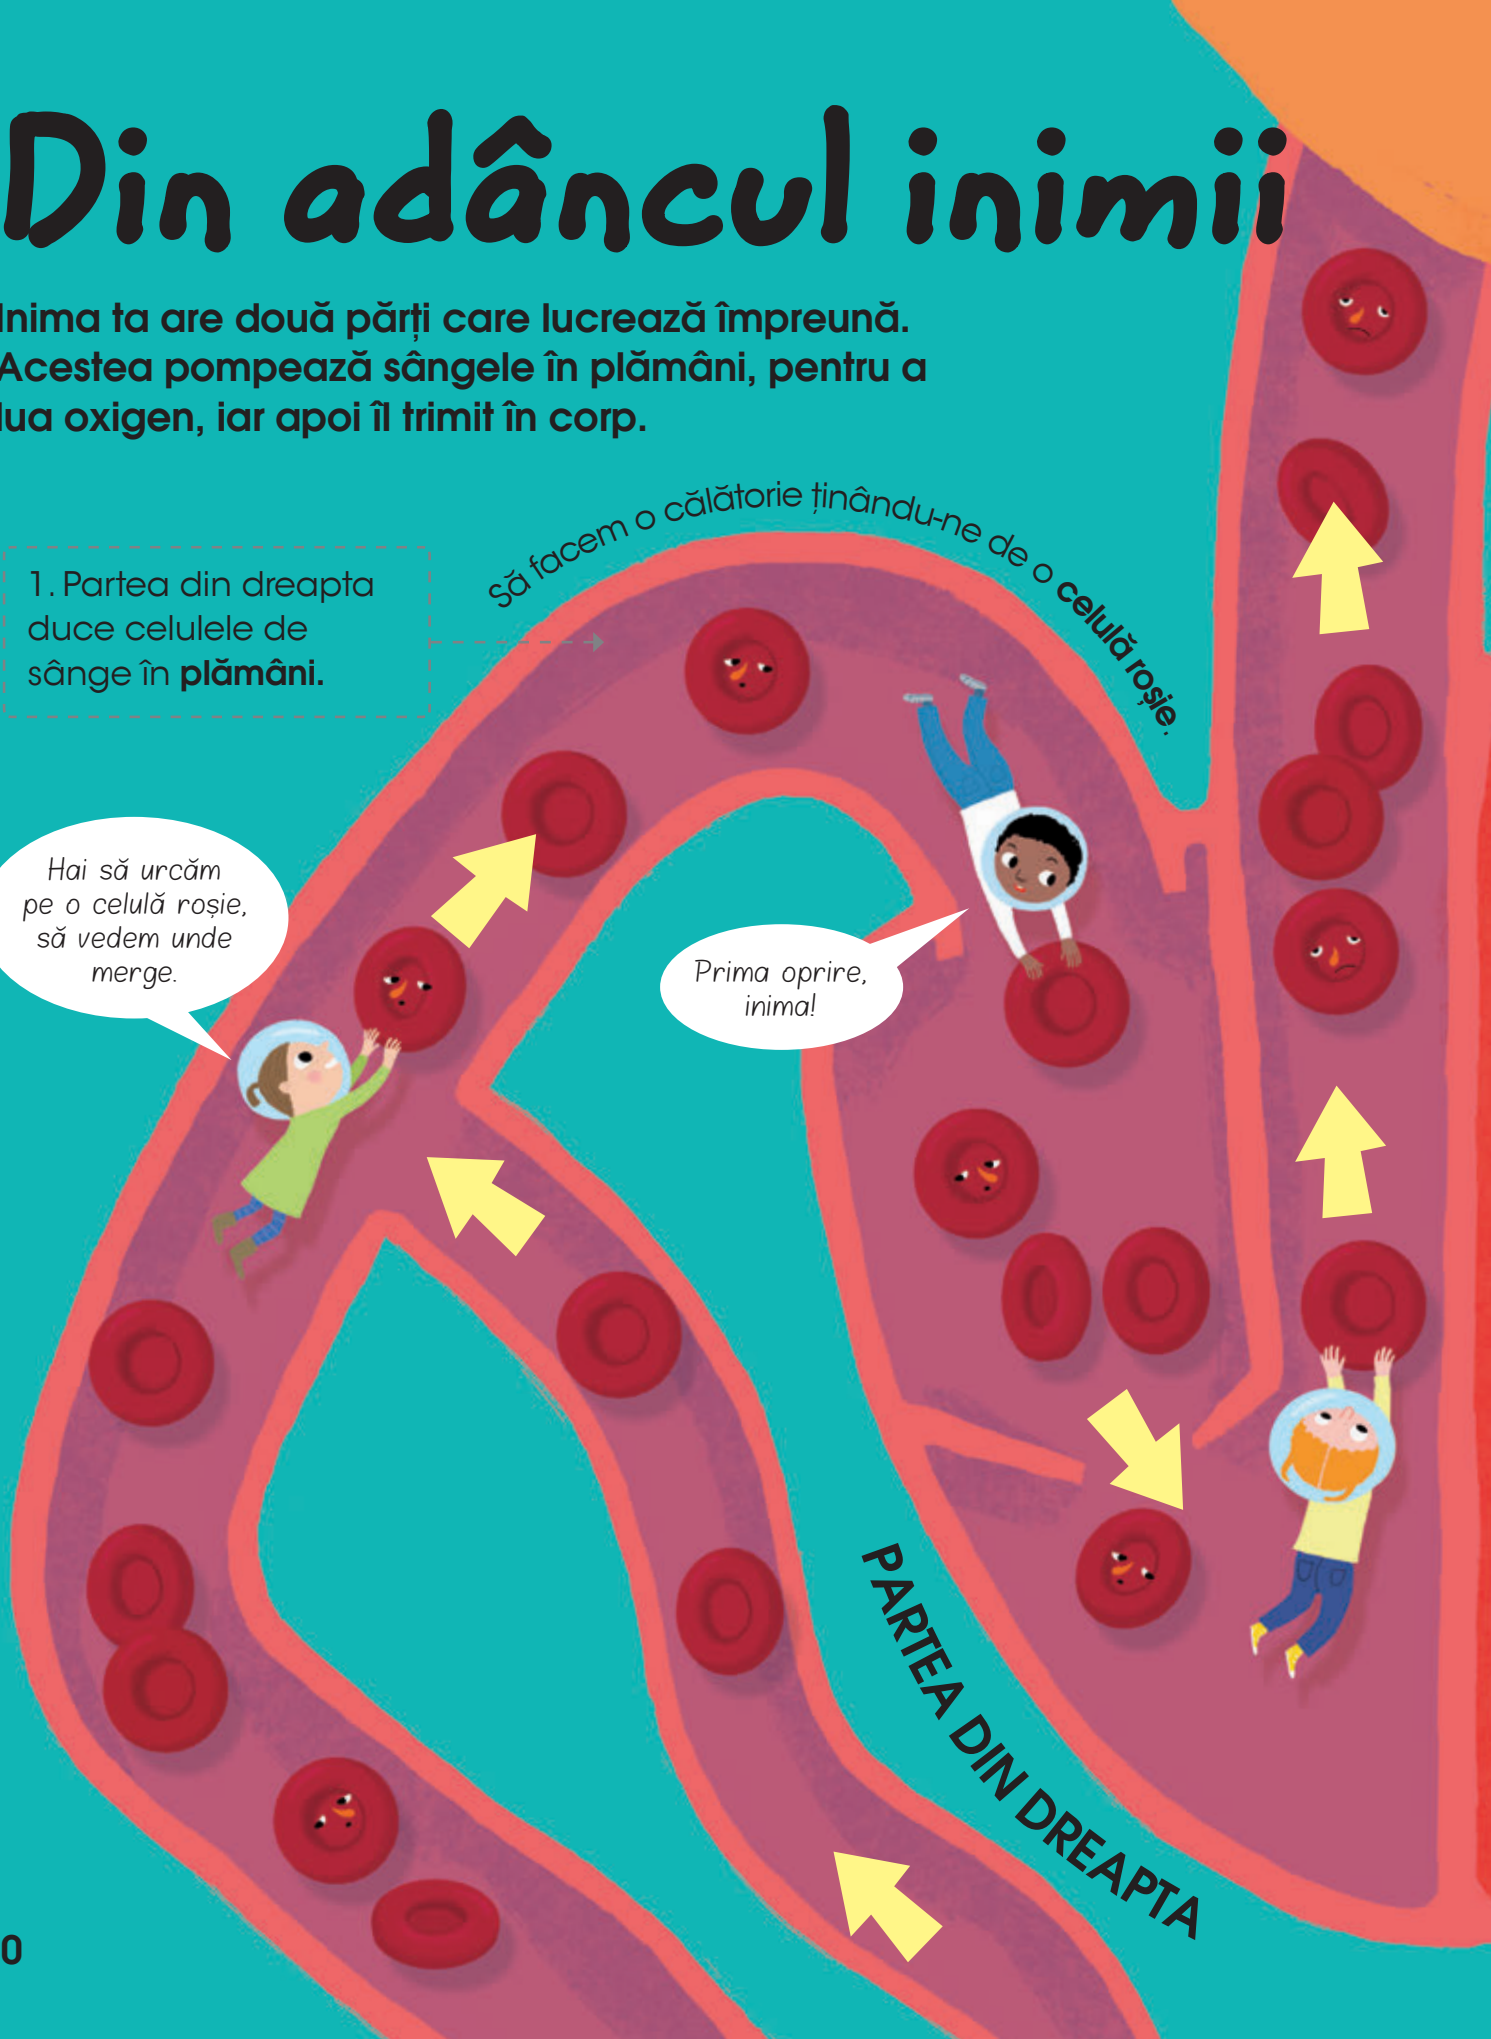 Din adâncul inimii
Inima ta are două părți care lucrează împreună.
Acestea pompează sângele în plămâni, pentru a
lua oxigen, iar apoi îl trimit în corp.
Să facem o călătorie ținându-ne de o celulă roșie.
1. Partea din dreapta
duce celulele de
sânge în plămâni.
Hai să urcăm
pe o celulă roșie,
să vedem unde
merge.
Prima oprire,
inima!
PARTEA DIN DREAPTA
0